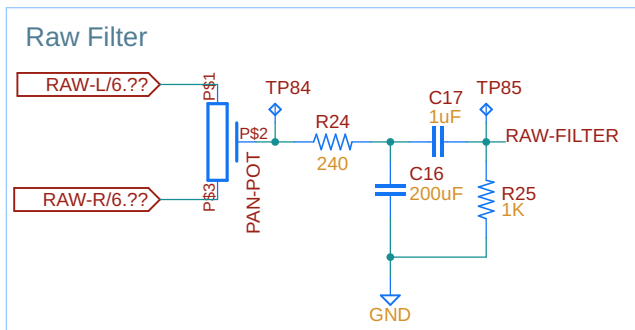 Raw Filter
RAW-L/6.??
P$1
TP84
TP85
C17
1uF
R24
240
P$2
RAW-FILTER
PAN-POT
C16
200uF
R25
1K
RAW-R/6.??
P$3
GND